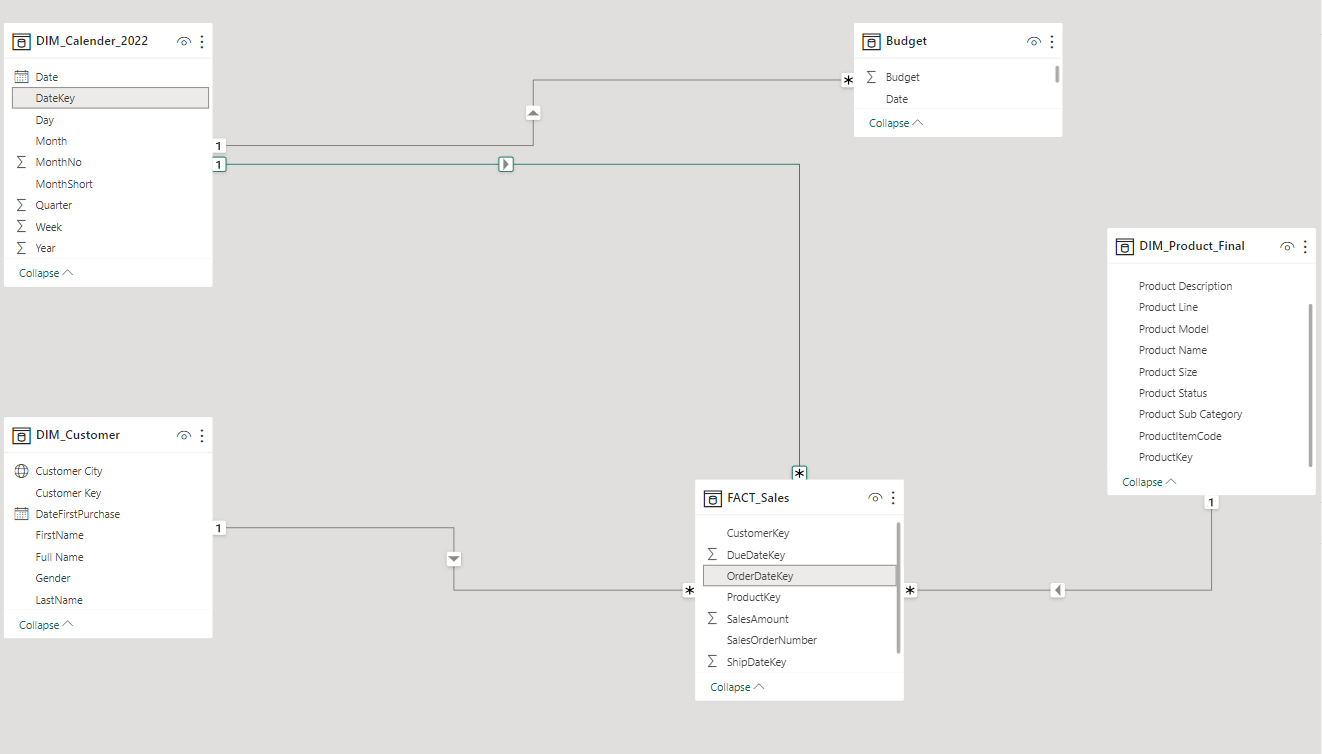 DIM_Calender_2022
Date
DateKey
Day
Month
MonthNo
MonthShort
Quarter
Week
Year
Collapse
1
1
Budget
Budget
Date
Collapse
*
DIM_Product_Final
Product Description
Product Line
Product Model
Product Name
Product Size
Product Status
Product Sub Category
ProductItemCode
ProductKey
Collapse
1
DIM_Customer
Customer City
Customer Key
DateFirstPurchase
FirstName
Full Name
Gender
LastName
Collapse
1
*
FACT_Sales
CustomerKey
DueDateKey
OrderDateKey
ProductKey
SalesAmount
SalesOrderNumber
ShipDateKey
Collapse
*
*